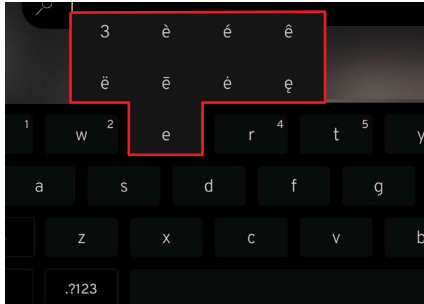 3 è é ê
ë ē ė ę
1 w 2 e r 4 t 5 y
a s d f g
z x c v b
.?123